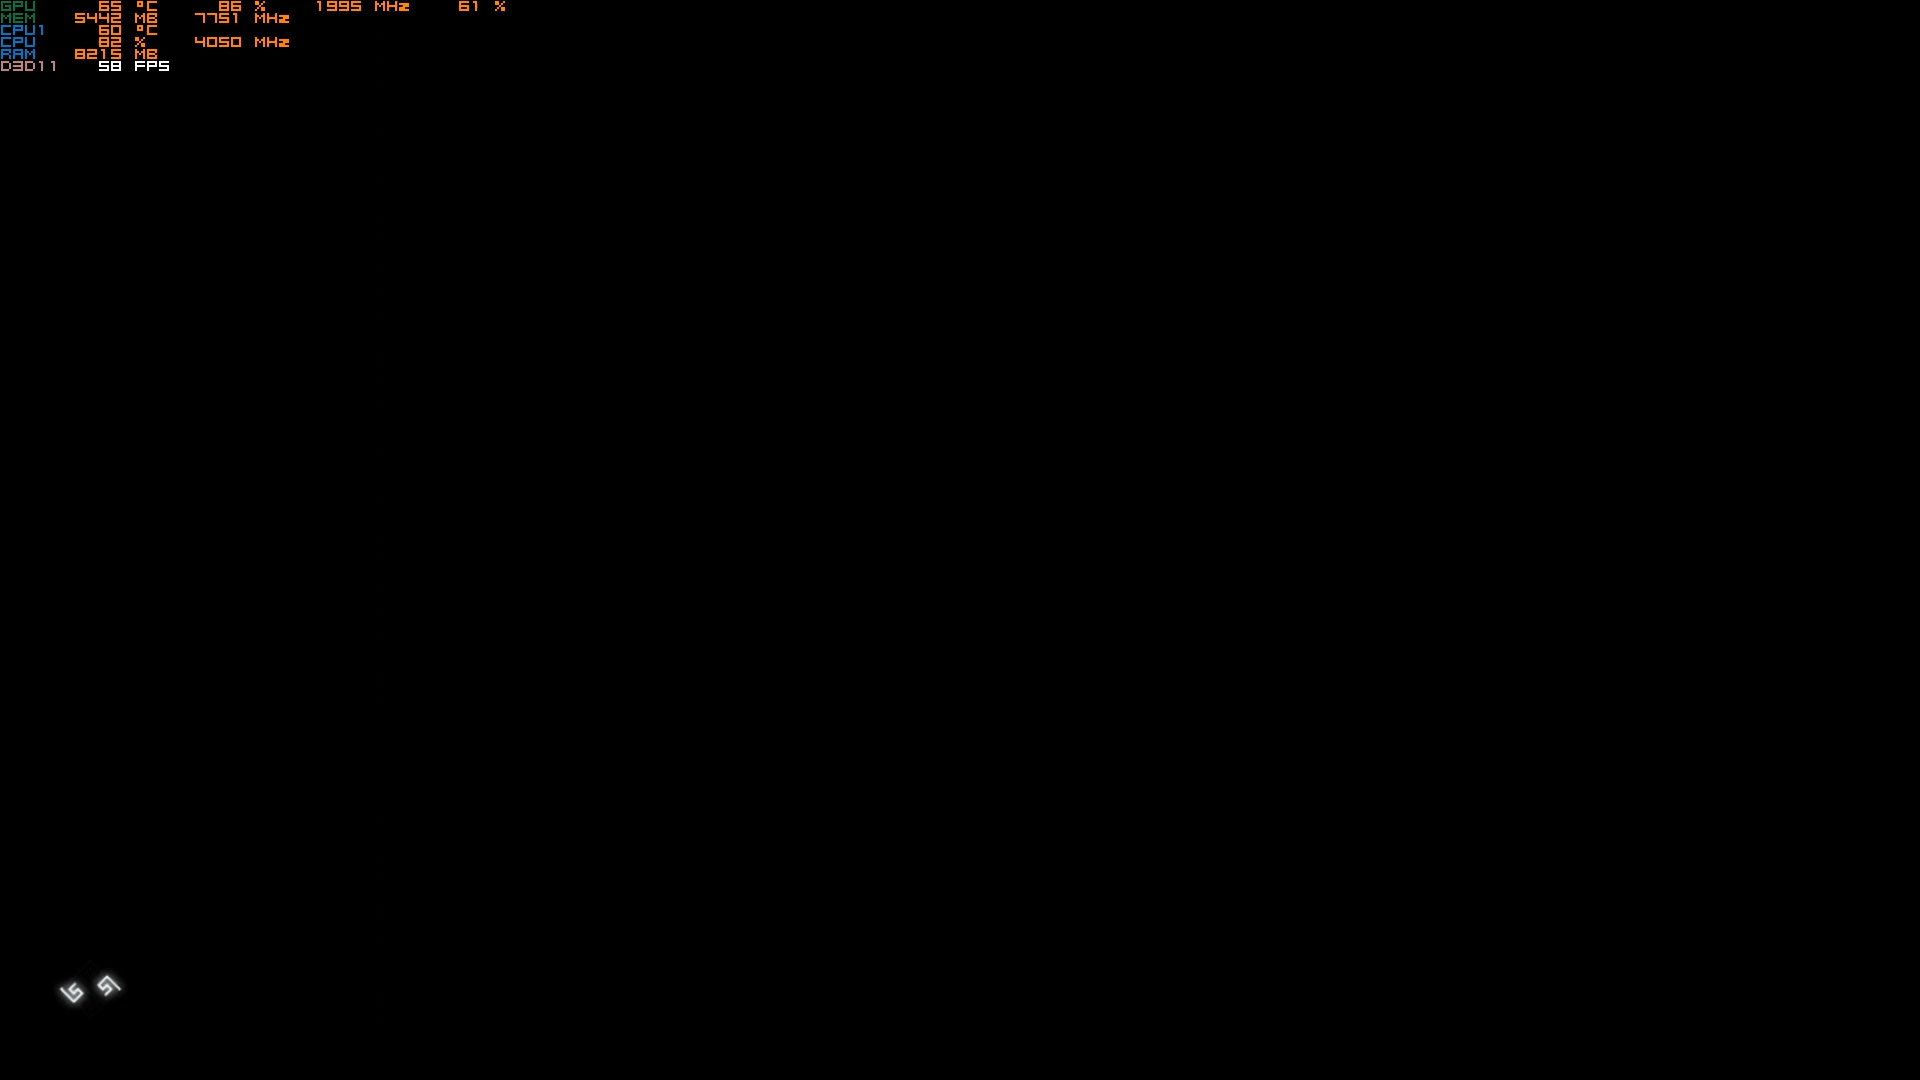 GPU 65 °C 86 % 1995 MHz 61 %
MEM 5442 MB 7751 MHz
CPU1 60 °C
CPU 82 % 4050 MHz
RAM 8215 MB
D3D11 58 FPS